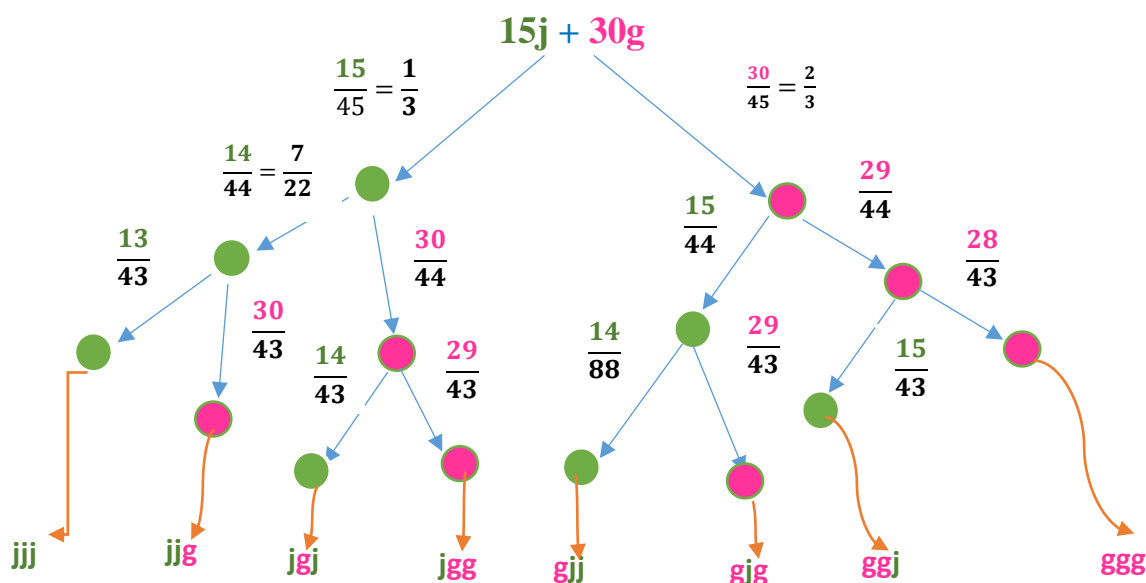 15j + 30g
15/45 = 1/3
30/45 = 2/3
14/44 = 7/22
29/44
15/44
13/43
30/44
28/43
30/43
14/43
29/43
14/88
29/43
15/43
jjj
jjg
jgj
jgg
gjj
gjg
ggj
ggg